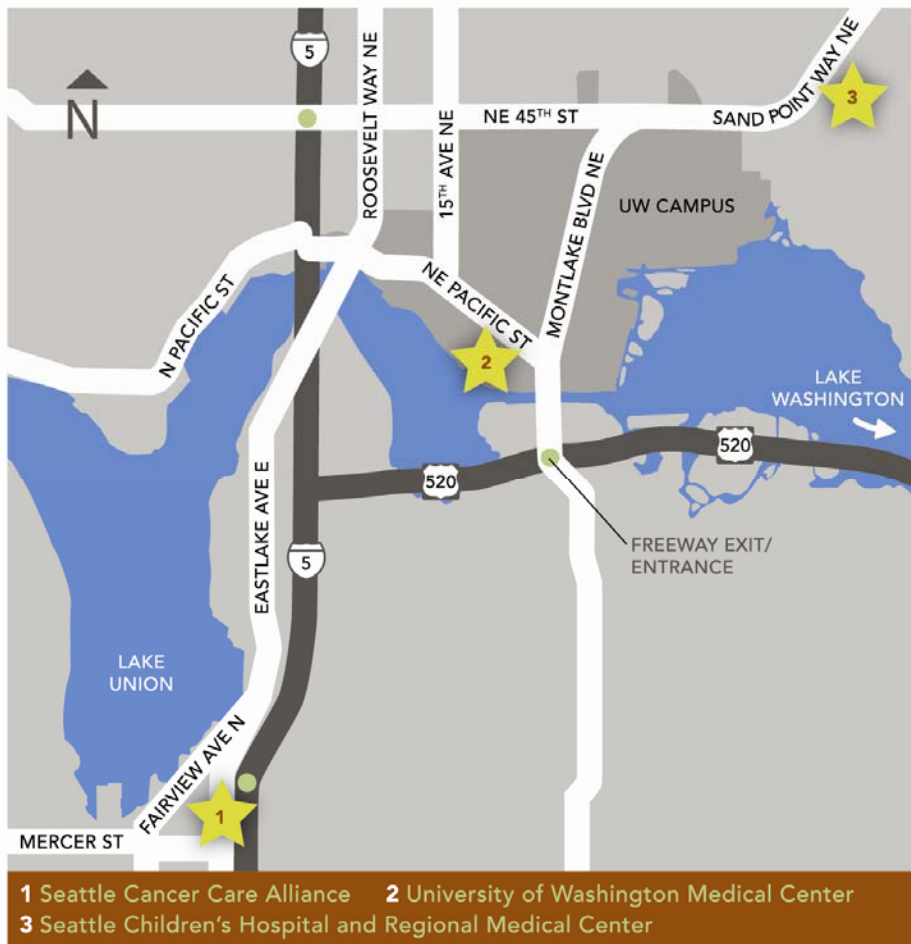 5
ROOSEVELT WAY NE
15TH AVE NE
N
NE 45TH ST
SAND POINT WAY NE
3
UW CAMPUS
MONTLAKE BLVD NE
N PACIFIC ST
NE PACIFIC ST
2
LAKE
WASHINGTON
520
520
EASTLAKE AVE E
5
FREEWAY EXIT/
ENTRANCE
LAKE
UNION
FAIRVIEW AVE N
1
MERCER ST
1 Seattle Cancer Care Alliance 2 University of Washington Medical Center
3 Seattle Children's Hospital and Regional Medical Center